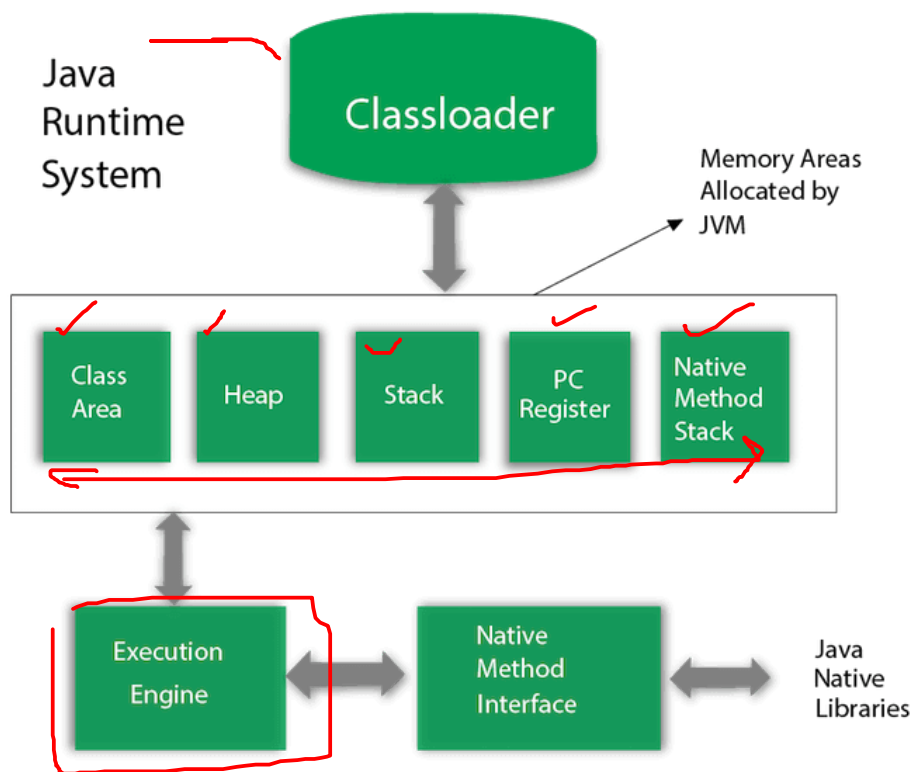 Java
Runtime
System
Classloader
Memory Areas
Allocated by
JVM
Class
Area
Heap
Stack
PC
Register
Native
Method
Stack
Execution
Engine
Native
Method
Interface
Java
Native
Libraries